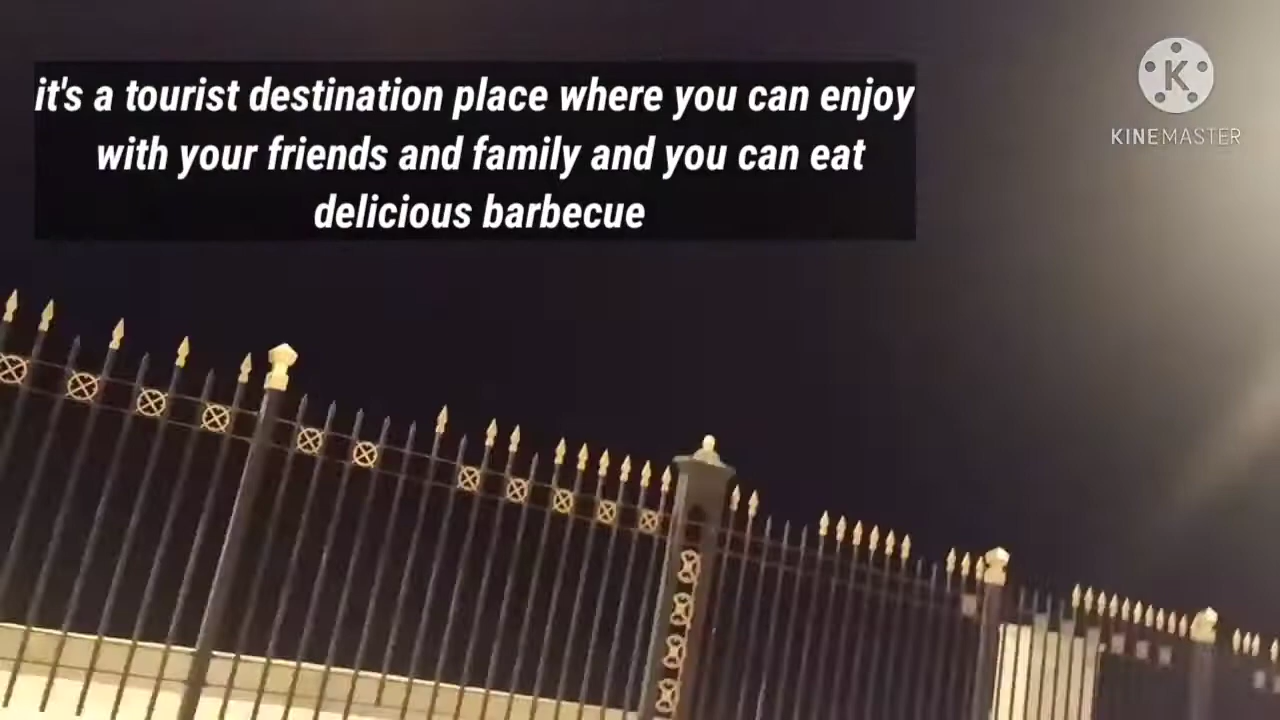 it's a tourist destination place where you can enjoy
with your friends and family and you can eat
delicious barbecue
K
KINEMASTER